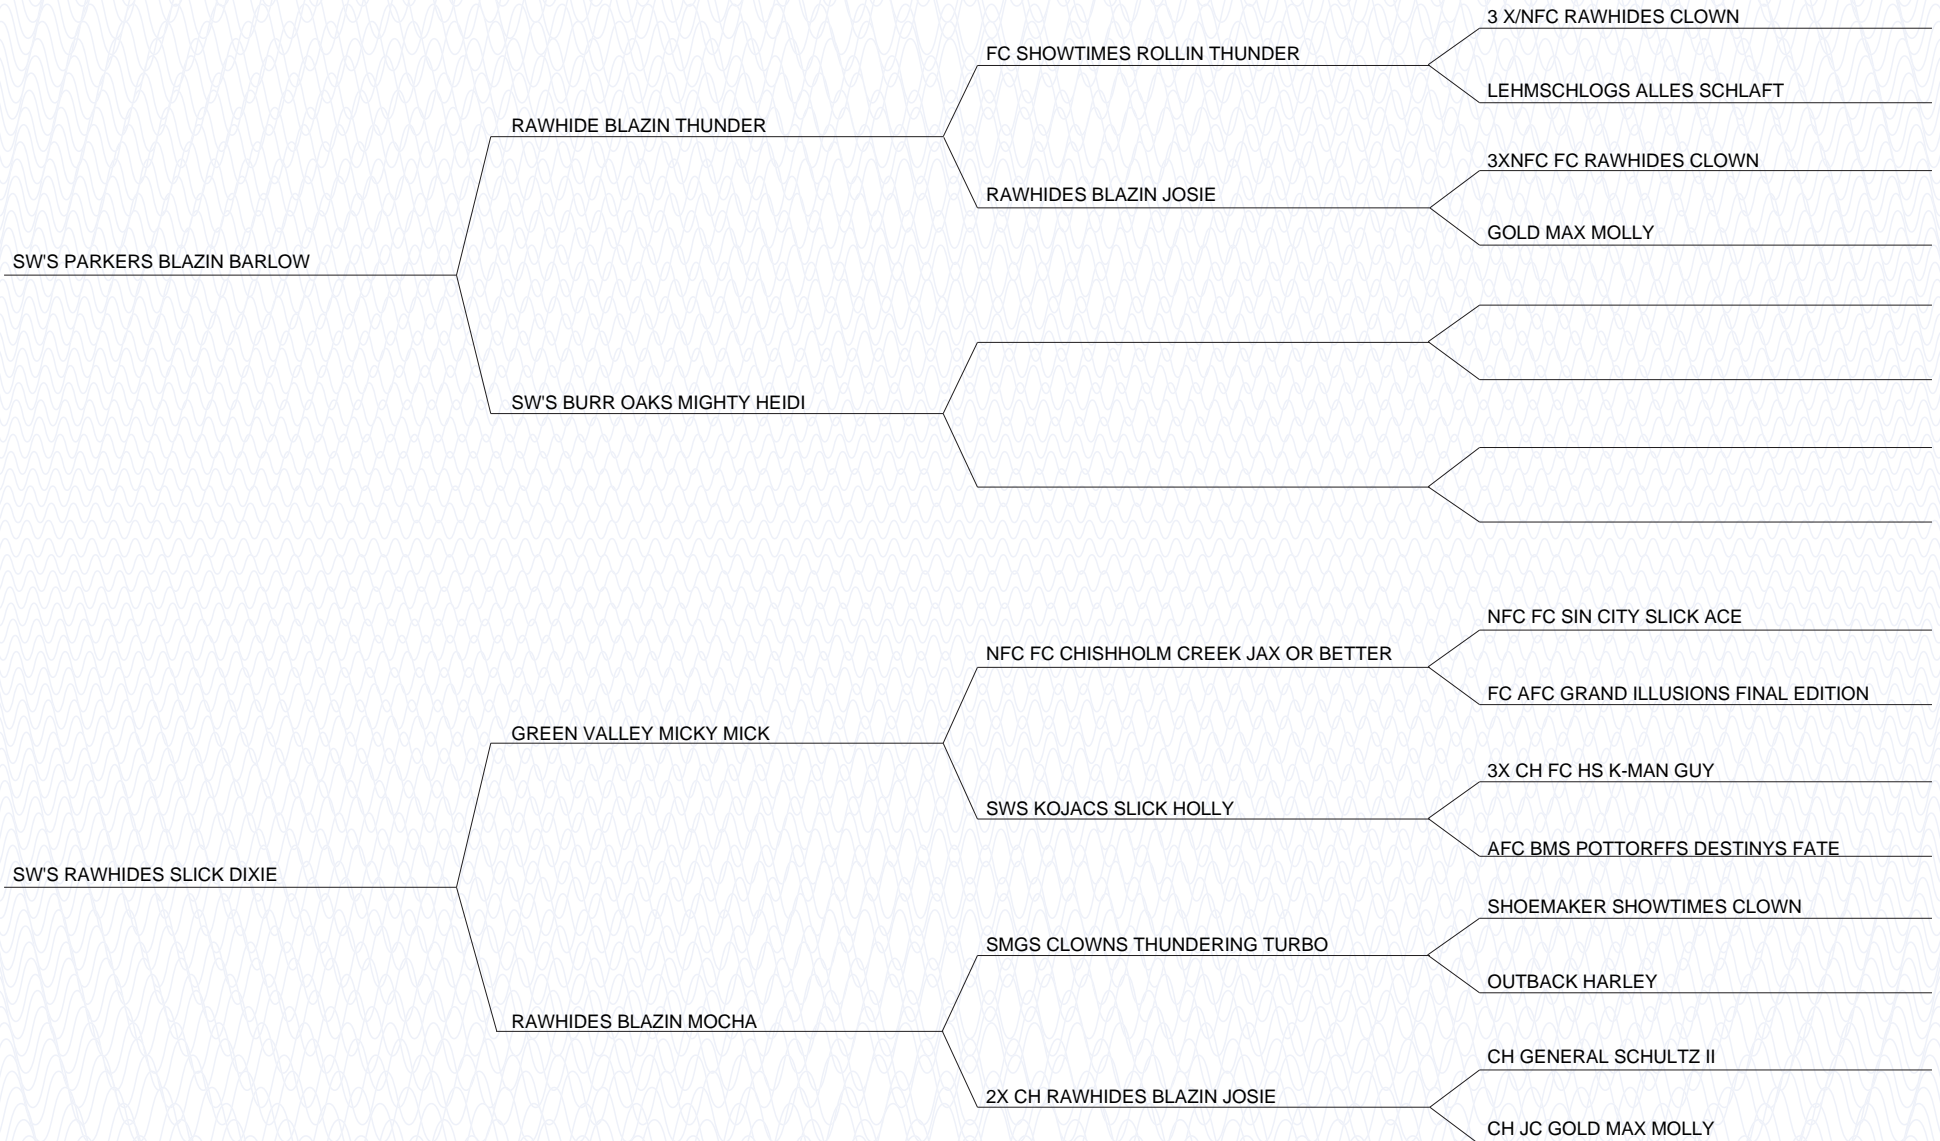 3 X/NFC RAWHIDES CLOWN
FC SHOWTIMES ROLLIN THUNDER
LEHMSCHLOGS ALLES SCHLAFT
RAWHIDE BLAZIN THUNDER
3XNFC FC RAWHIDES CLOWN
RAWHIDES BLAZIN JOSIE
GOLD MAX MOLLY
SW'S PARKERS BLAZIN BARLOW
SW'S BURR OAKS MIGHTY HEIDI
NFC FC SIN CITY SLICK ACE
NFC FC CHISHHOLM CREEK JAX OR BETTER
FC AFC GRAND ILLUSIONS FINAL EDITION
GREEN VALLEY MICKY MICK
3X CH FC HS K-MAN GUY
SWS KOJACS SLICK HOLLY
AFC BMS POTTORFFS DESTINYS FATE
SW'S RAWHIDES SLICK DIXIE
SHOEMAKER SHOWTIMES CLOWN
SMGS CLOWNS THUNDERING TURBO
OUTBACK HARLEY
RAWHIDES BLAZIN MOCHA
CH GENERAL SCHULTZ II
2X CH RAWHIDES BLAZIN JOSIE
CH JC GOLD MAX MOLLY